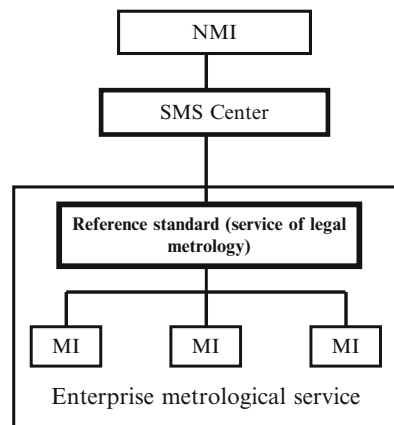 NMI
SMS Center
Reference standard (service of legal
metrology)
MI MI MI
Enterprise metrological service